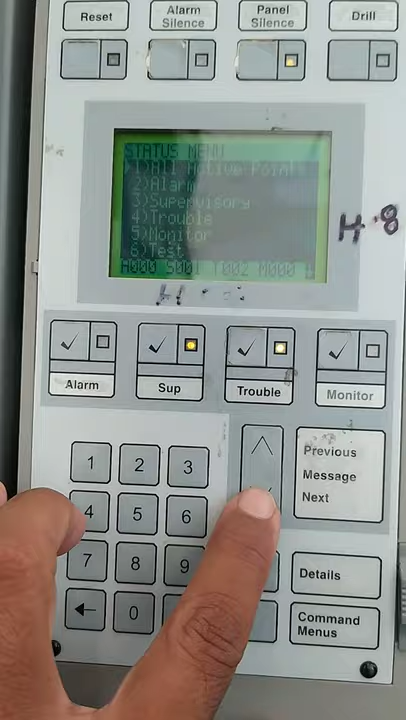 Reset
Alarm
Silence
Panel
Silence
Drill
STATUS MENU
1)All Active Points
2)Alarm
3)Supervisory
4)Trouble
5)Monitor
6)Test
A000 S001 T002 M000
H·8
Alarm
Sup
Trouble
Monitor
1 2 3
4 5 6
7 8 9
0
Previous
Message
Next
Details
Command
Menus